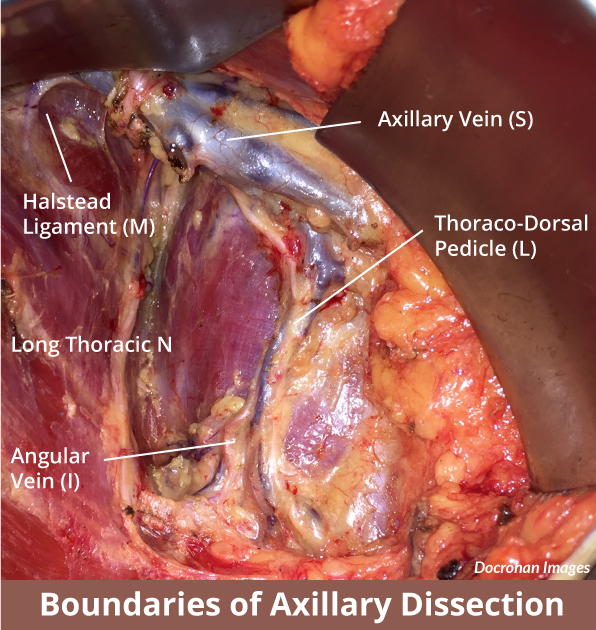 Axillary Vein (S)
Halstead
Ligament (M)
Thoraco-Dorsal
Pedicle (L)
Long Thoracic N
Angular
Vein (I)
Docrohan Images
Boundaries of Axillary Dissection